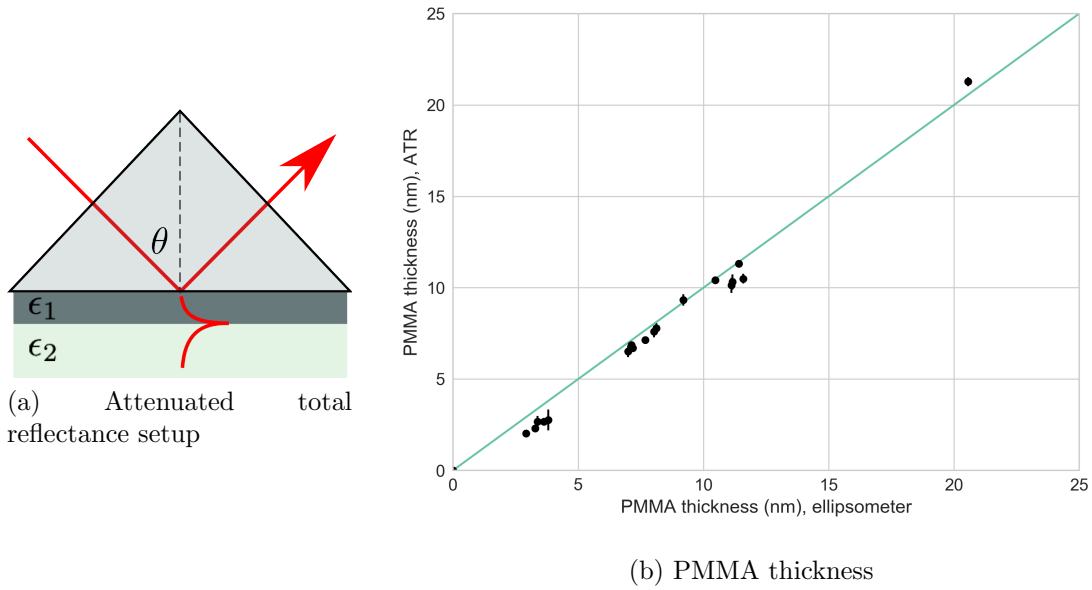 θ
ϵ₁
ϵ₂
(a) Attenuated total
reflectance setup
25
20
15
10
5
0
PMMA thickness (nm), ATR
0 5 10 15 20 25
PMMA thickness (nm), ellipsometer
(b) PMMA thickness